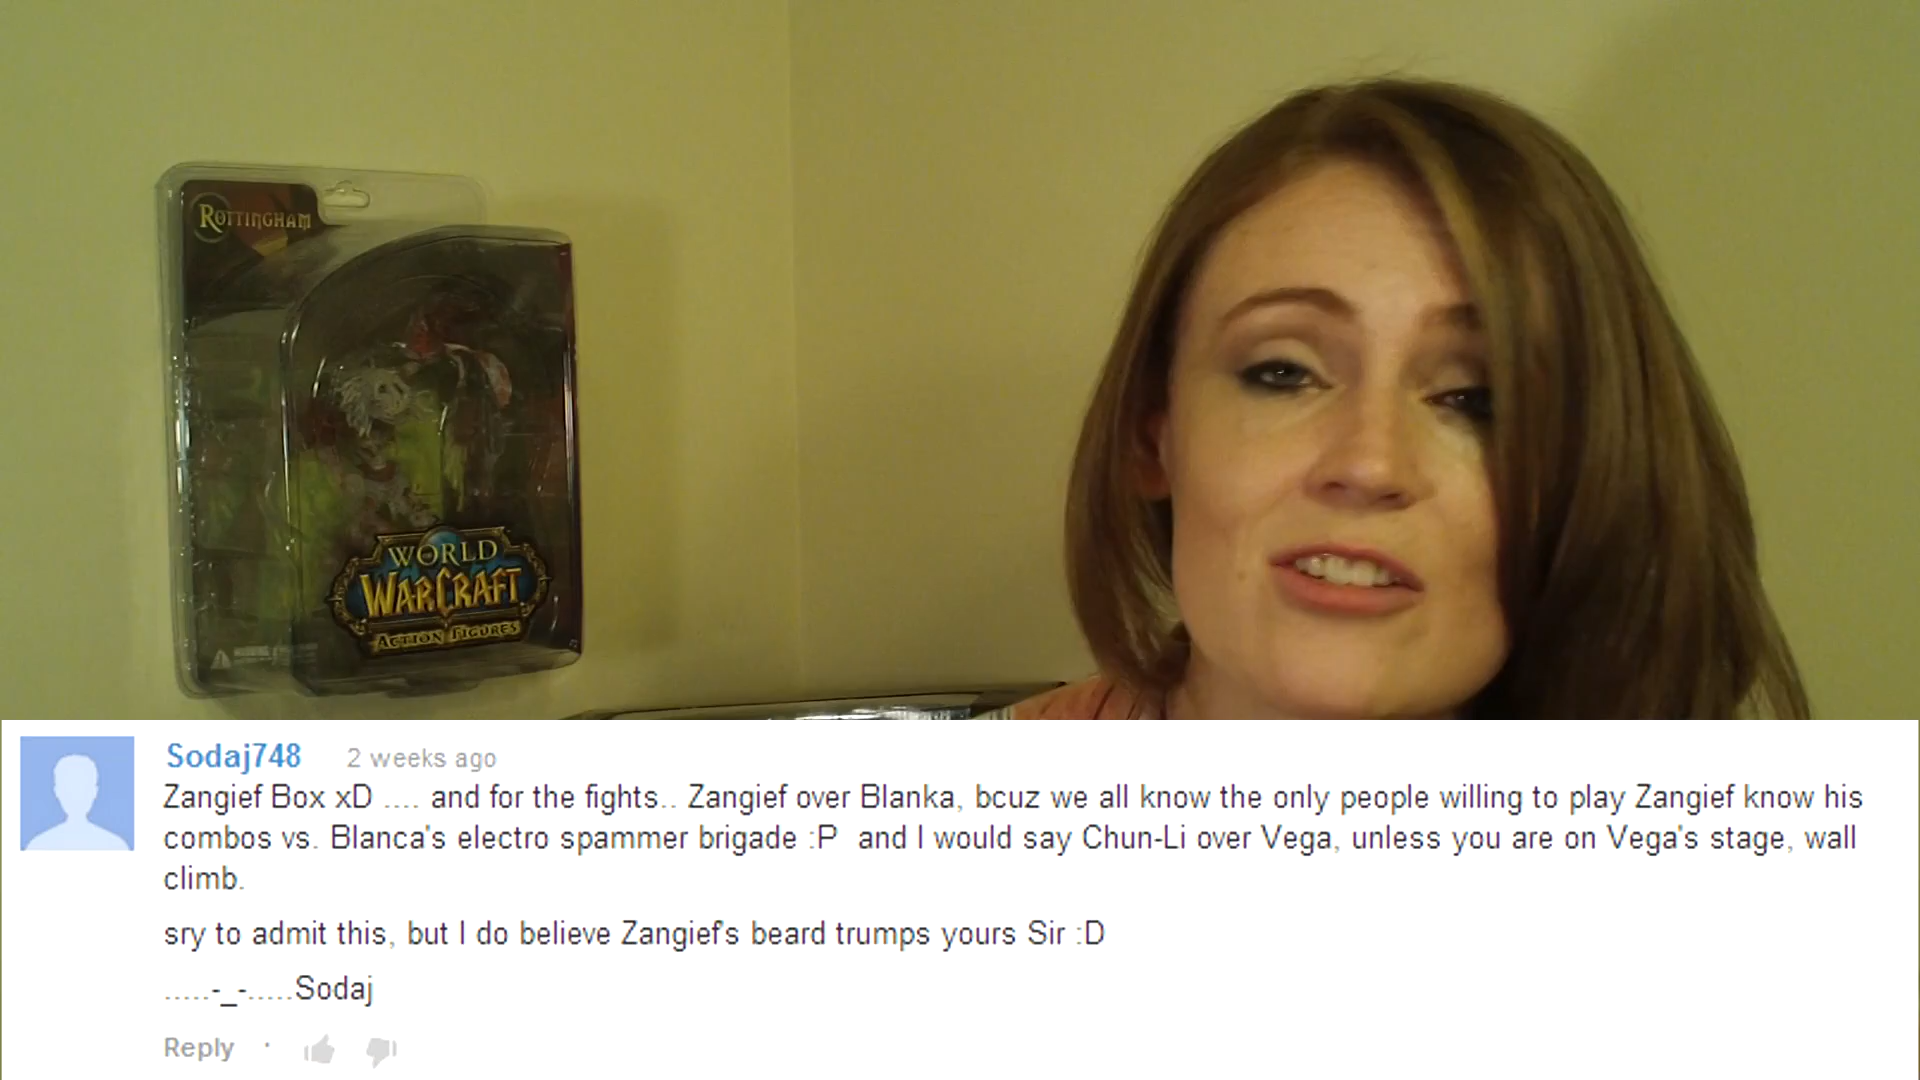 ROTTINGHAM
WORLD
WARCRAFT
ACTION FIGURES
WARNING
Sodaj748 2 weeks ago
Zangief Box xD .... and for the fights.. Zangief over Blanka, bcuz we all know the only people willing to play Zangief know his
combos vs. Blanca's electro spammer brigade :P and I would say Chun-Li over Vega, unless you are on Vega's stage, wall
climb.
sry to admit this, but I do believe Zangief's beard trumps yours Sir :D
.....-_-.....Sodaj
Reply ·